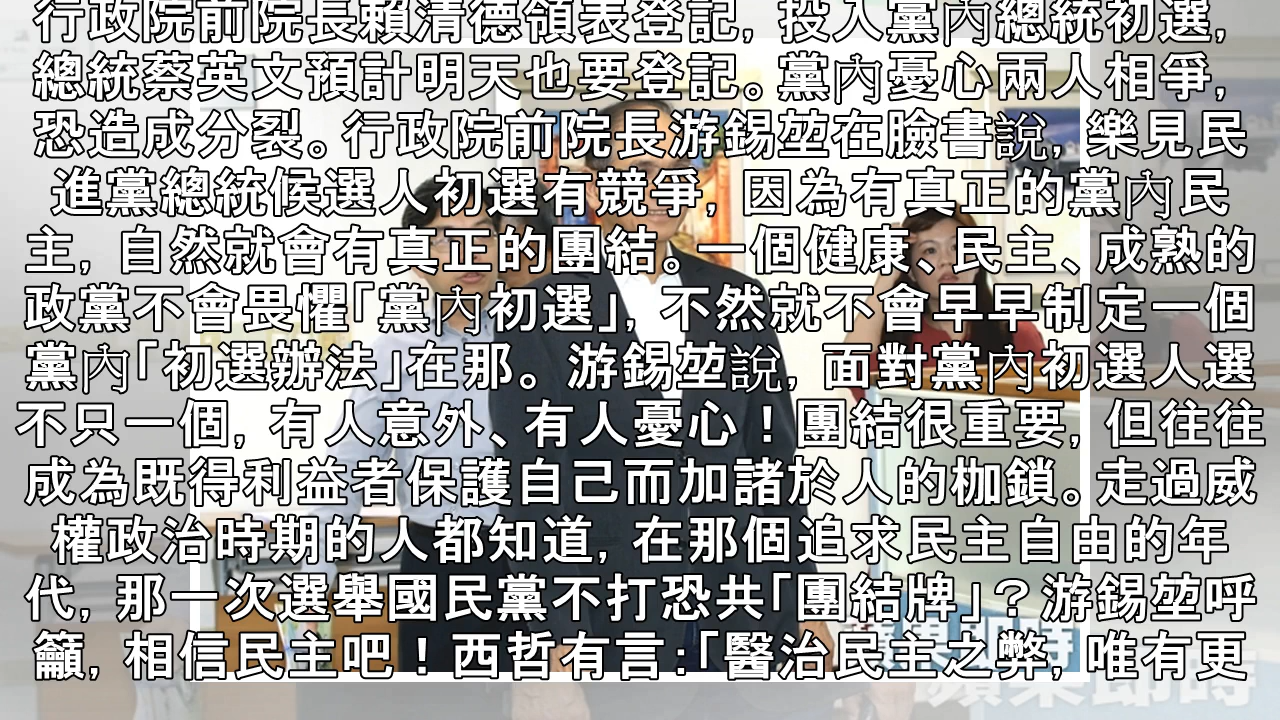 行政院前院長賴清德領表登記, 投入黨內總統初選,
總統蔡英文預計明天也要登記。黨內憂心兩人相爭,
恐造成分裂。行政院前院長游錫堃在臉書說, 樂見民
進黨總統候選人初選有競爭, 因為有真正的黨內民
主, 自然就會有真正的團結。一個健康、民主、成熟的
政黨不會畏懼「黨內初選」, 不然就不會早早制定一個
黨內「初選辦法」在那。游錫堃說, 面對黨內初選人選
不只一個, 有人意外、有人憂心！團結很重要, 但往往
成為既得利益者保護自己而加諸於人的枷鎖。走過威
權政治時期的人都知道, 在那個追求民主自由的年
代, 那一次選舉國民黨不打恐共「團結牌」？游錫堃呼
籲, 相信民主吧！西哲有言:「醫治民主之弊, 唯有更
蘋果即時